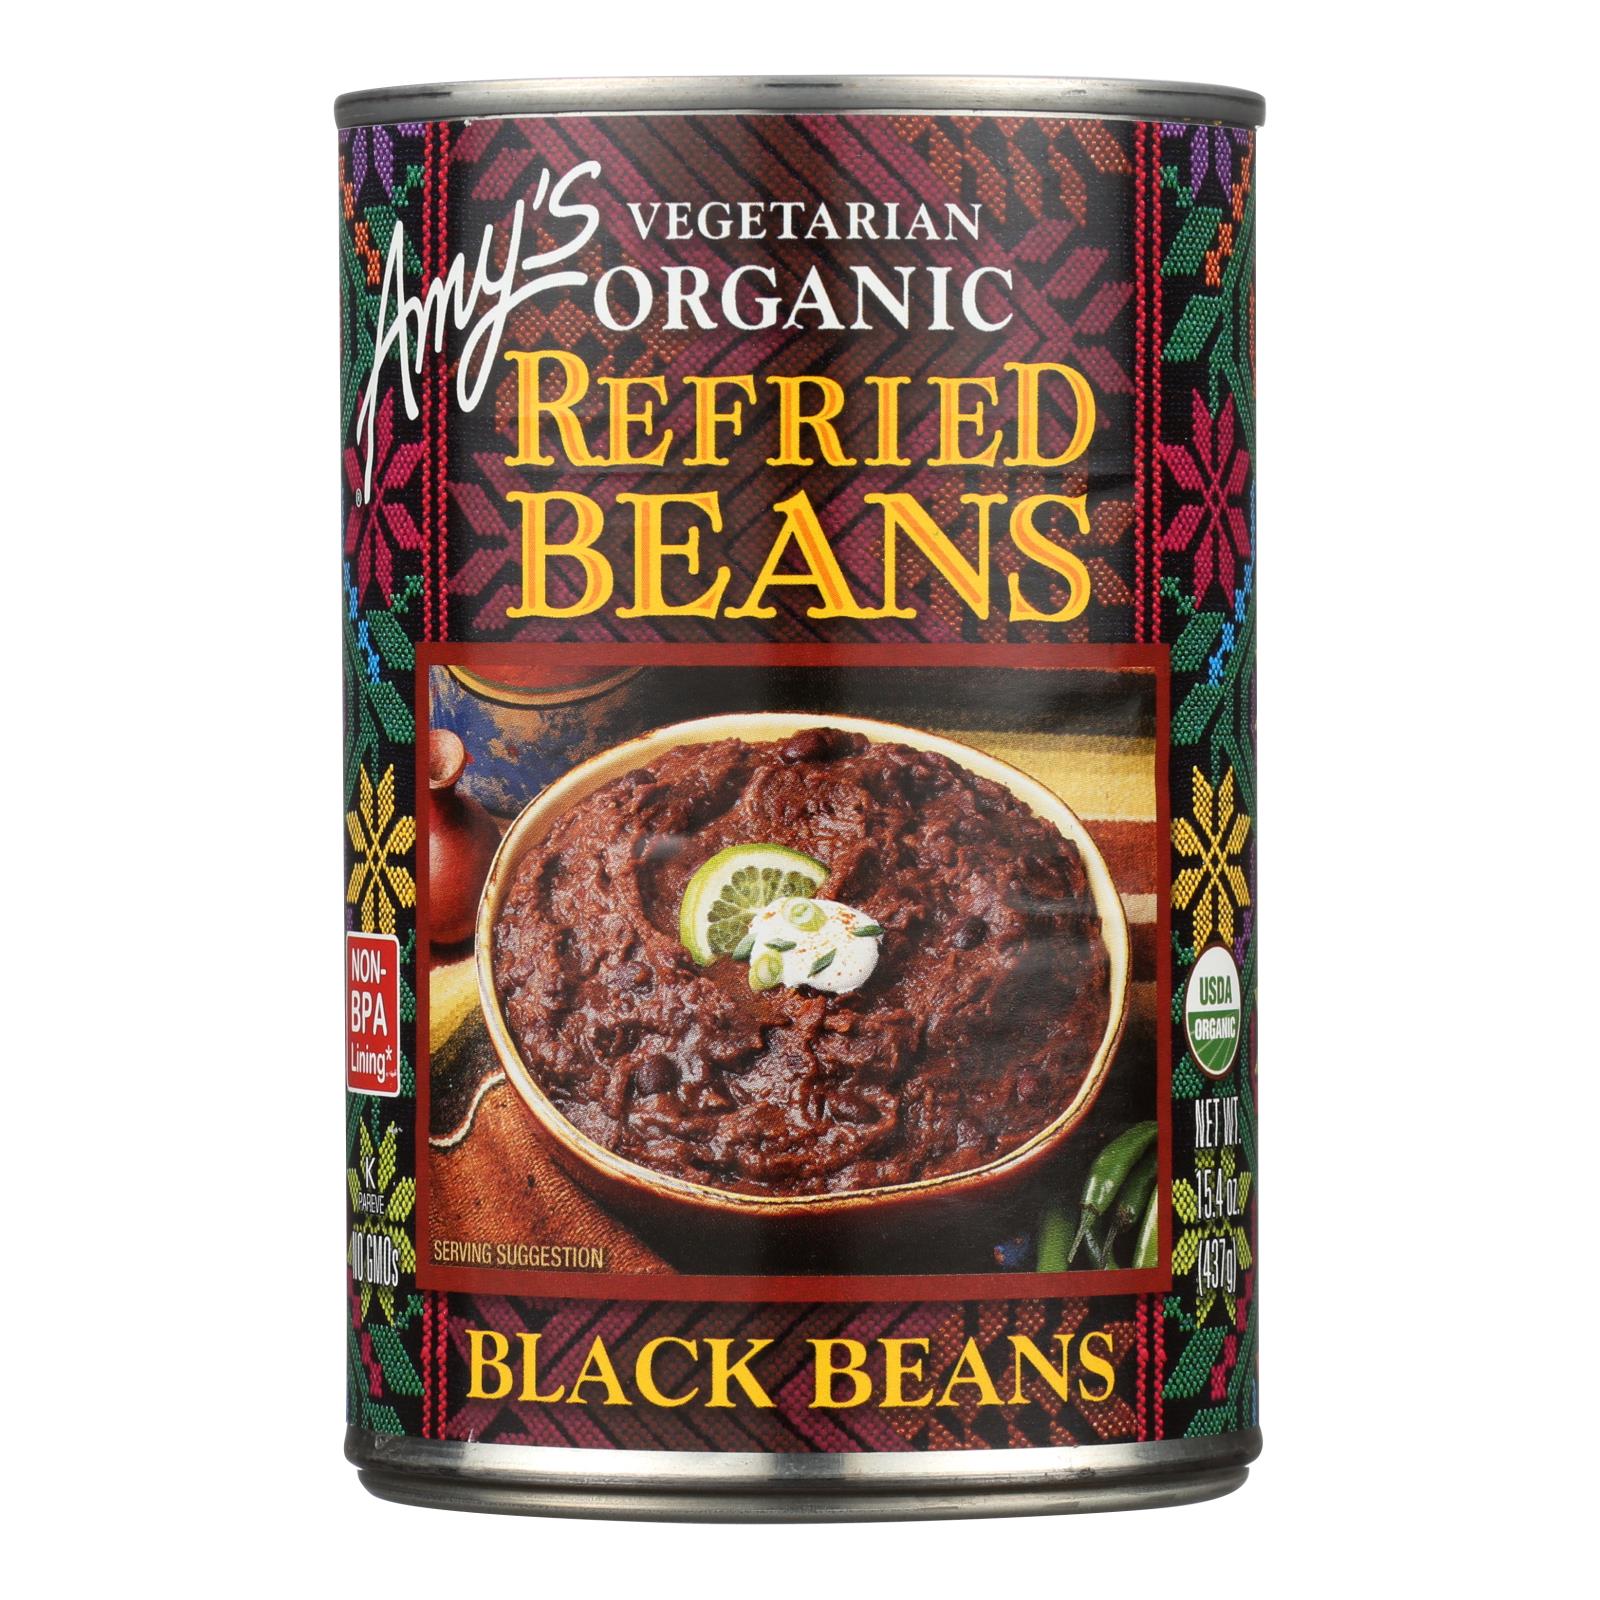 Amy's
®
VEGETARIAN
ORGANIC
REFRIED
BEANS
NON-
BPA
Lining*
K
PAREVE
NO GMOs
USDA
ORGANIC
NET WT.
15.4 oz.
(437g)
SERVING SUGGESTION
BLACK BEANS